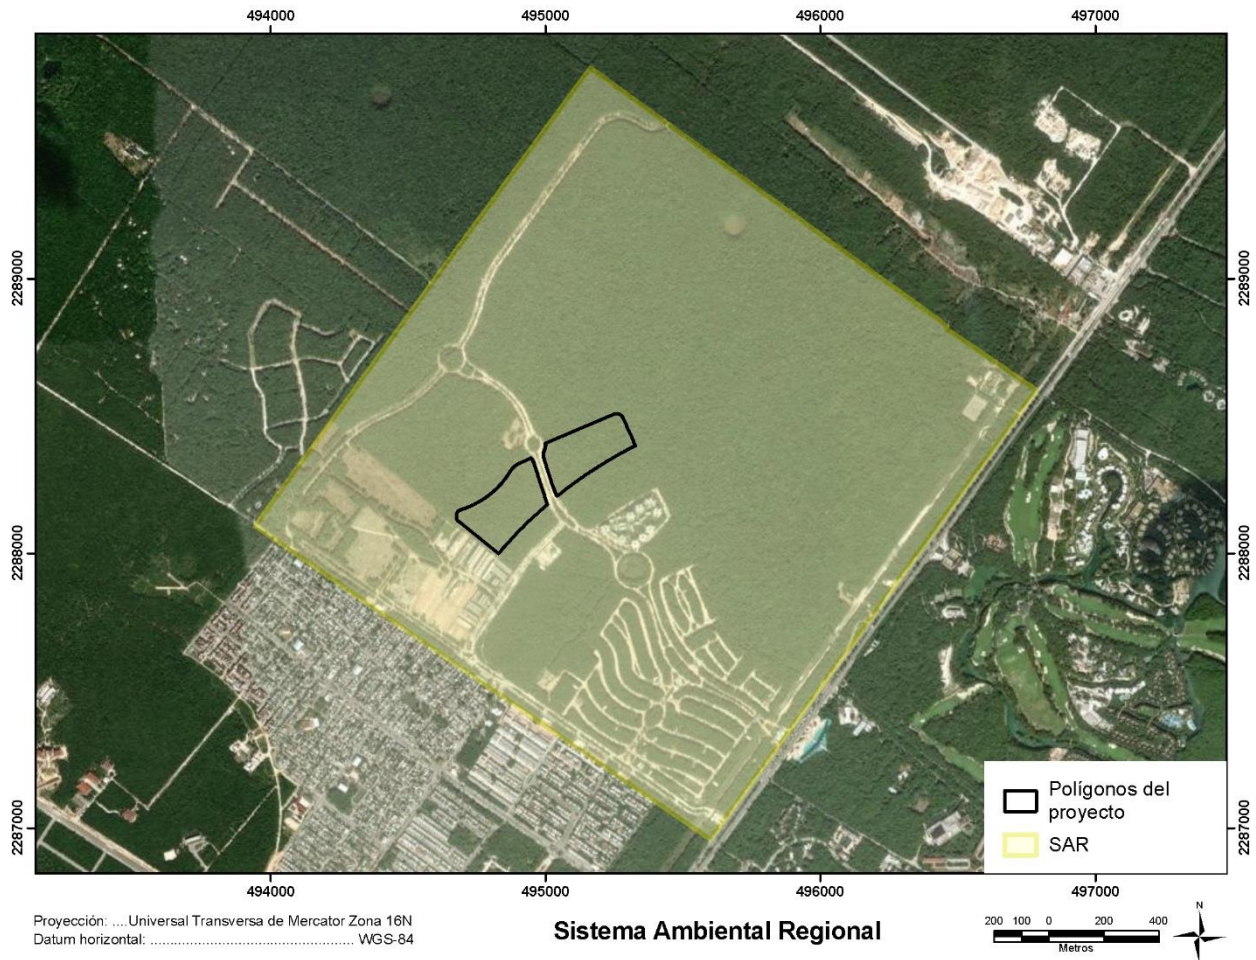 494000 495000 496000 497000
2289000 2289000
2288000 2288000
2287000 2287000
Polígonos del
proyecto
SAR
494000 495000 496000 497000
Proyección: ....Universal Transversa de Mercator Zona 16N
Datum horizontal: ...................................... WGS-84
Sistema Ambiental Regional
200 100 0 200 400
Metros
N